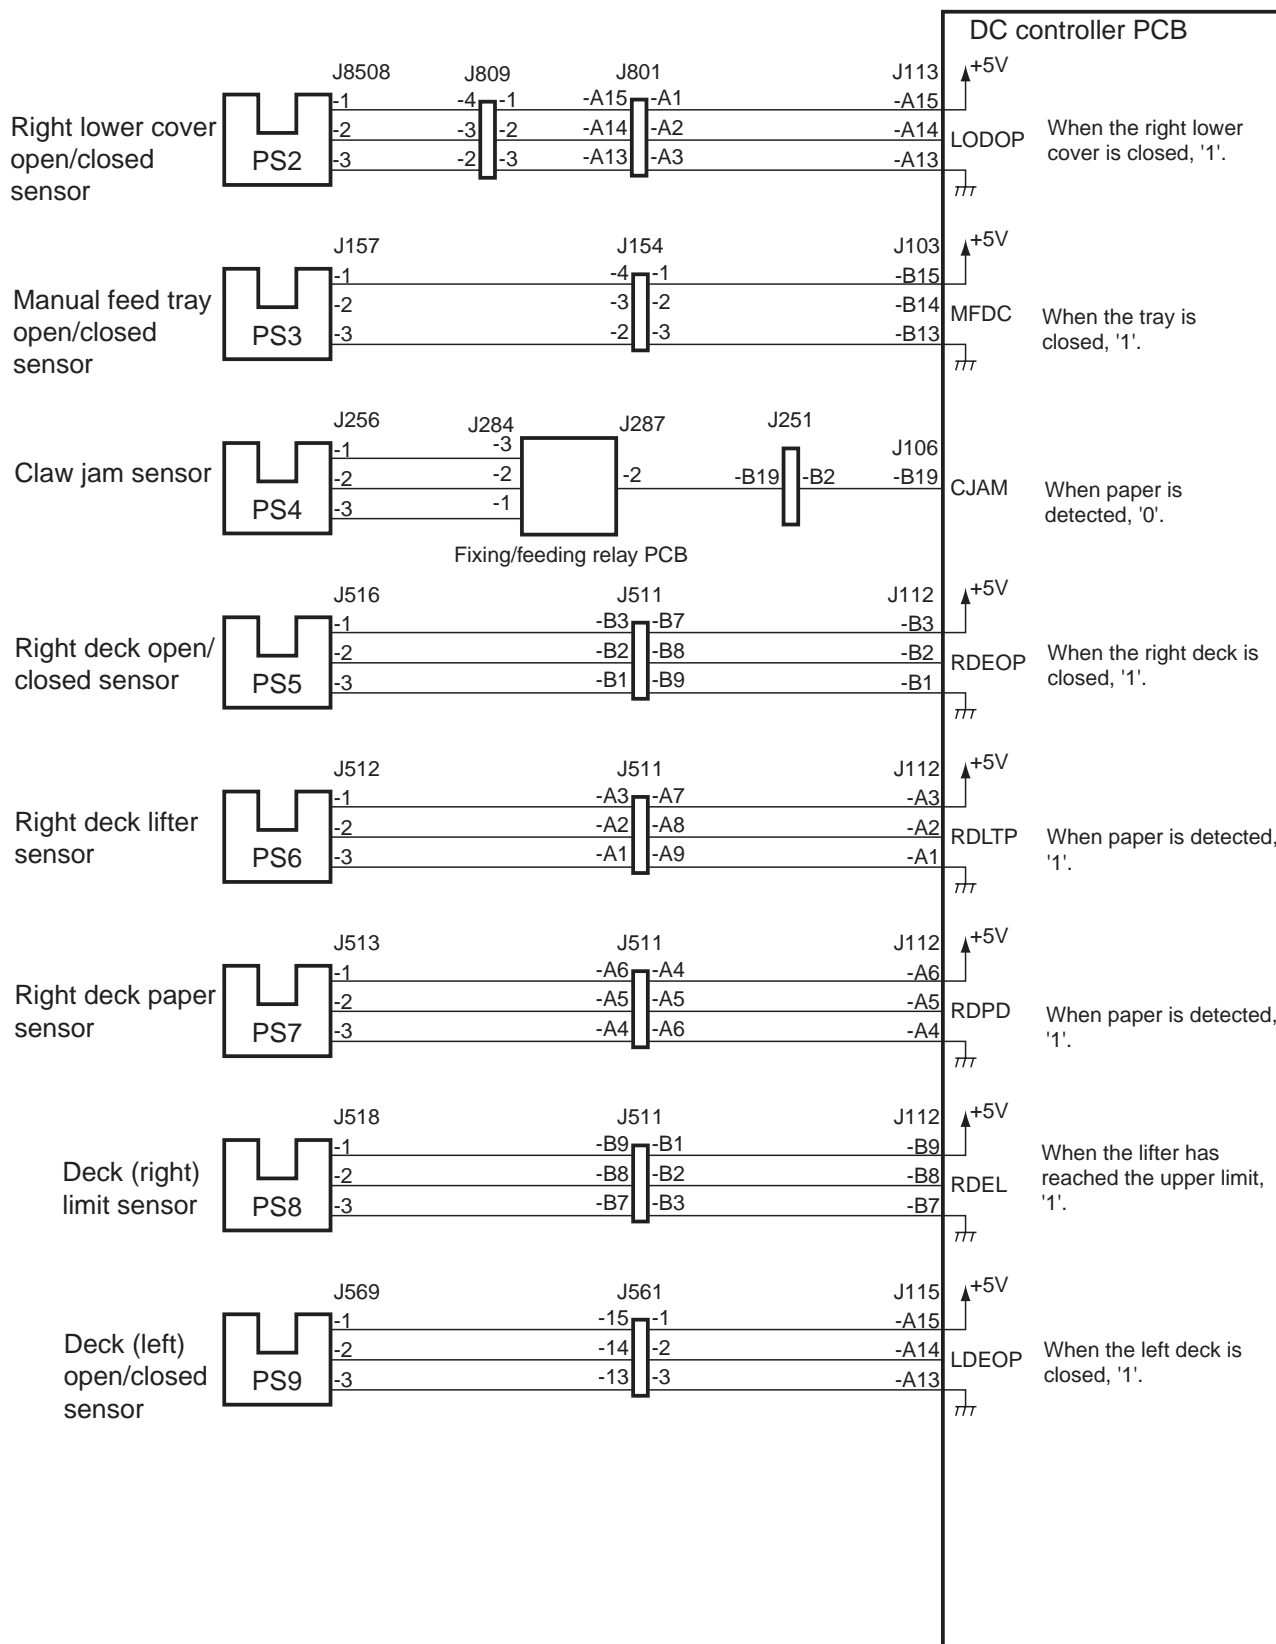 DC controller PCB
J8508 J809 J801 J113 +5V
-1 -4 -1 -A15 -A1 -A15
Right lower cover
open/closed
sensor
PS2
-2 -3 -2 -A14 -A2 -A14 LODOP
-3 -2 -3 -A13 -A3 -A13
When the right lower
cover is closed, '1'.
J157 J154 J103 +5V
-1 -4 -1 -B15
Manual feed tray
open/closed
sensor
PS3
-2 -3 -2 -B14 MFDC
-3 -2 -3 -B13
When the tray is
closed, '1'.
J256 J284 J287 J251 J106
-1 -3
Claw jam sensor
PS4
-2 -2 -2 -B19 -B2 -B19 CJAM
-3 -1
When paper is
detected, '0'.
Fixing/feeding relay PCB
J516 J511 J112 +5V
-1 -B3 -B7 -B3
Right deck open/
closed sensor
PS5
-2 -B2 -B8 -B2 RDEOP
-3 -B1 -B9 -B1
When the right deck is
closed, '1'.
J512 J511 J112 +5V
-1 -A3 -A7 -A3
Right deck lifter
sensor
PS6
-2 -A2 -A8 -A2 RDLTP
-3 -A1 -A9 -A1
When paper is detected,
'1'.
J513 J511 J112 +5V
-1 -A6 -A4 -A6
Right deck paper
sensor
PS7
-2 -A5 -A5 -A5 RDPD
-3 -A4 -A6 -A4
When paper is detected,
'1'.
J518 J511 J112 +5V
-1 -B9 -B1 -B9
Deck (right)
limit sensor
PS8
-2 -B8 -B2 -B8 RDEL
-3 -B7 -B3 -B7
When the lifter has
reached the upper limit,
'1'.
J569 J561 J115 +5V
-1 -15 -1 -A15
Deck (left)
open/closed
sensor
PS9
-2 -14 -2 -A14 LDEOP
-3 -13 -3 -A13
When the left deck is
closed, '1'.